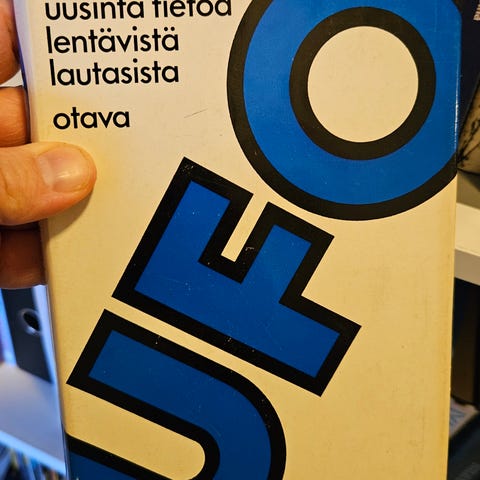 uusinta tietoa
lentävistä
lautasista
otava
UFO